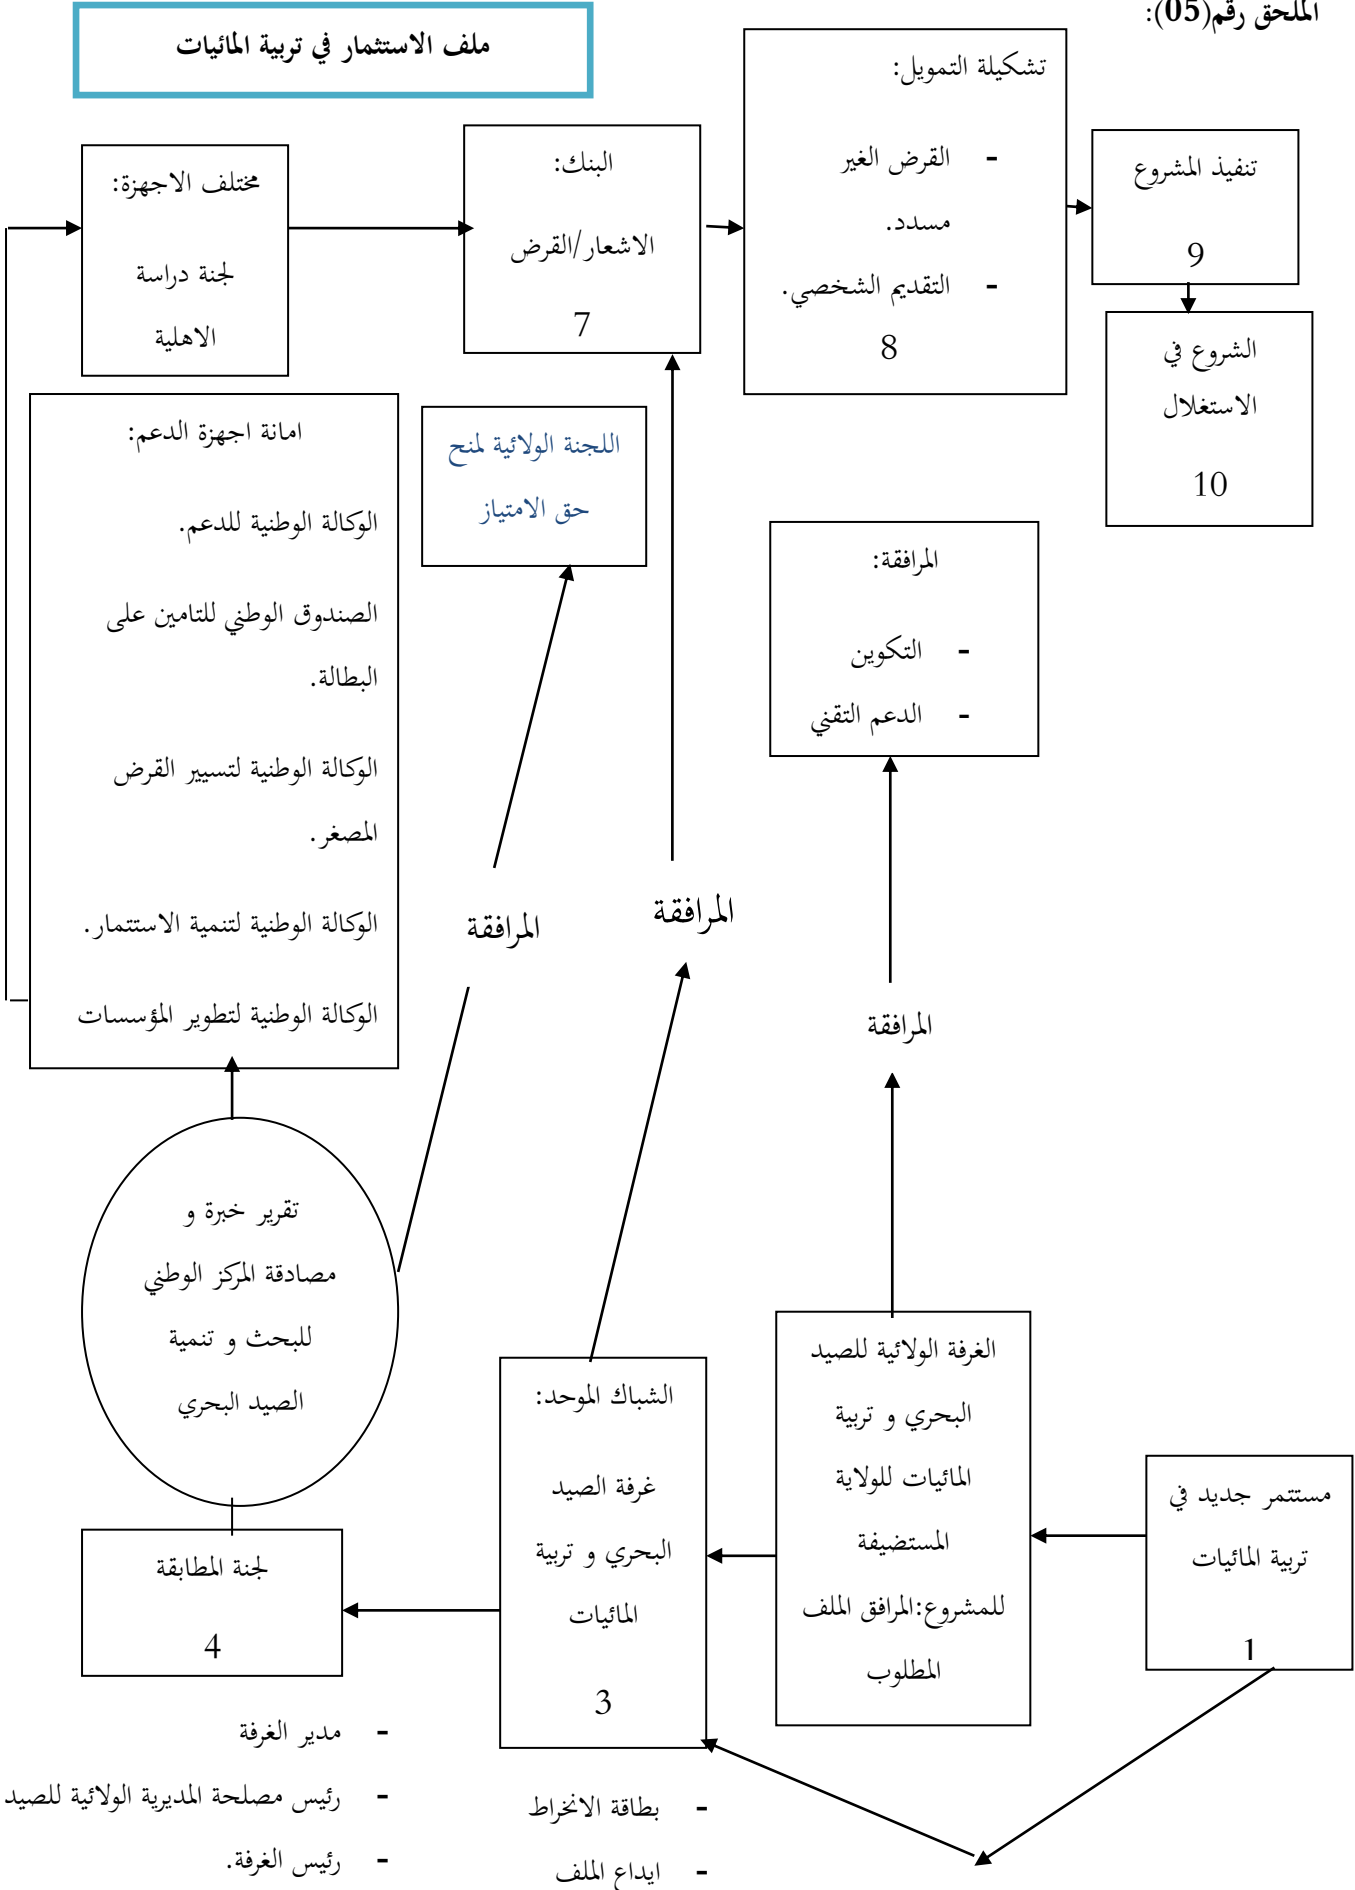 الملحق رقم(05):
ملف الاستثمار في تربية المائيات
تشكيلة التمويل:
- القرض الغير
مسدد.
- التقديم الشخصي.
8
تنفيذ المشروع
9
الشروع في
الاستغلال
10
البنك:
الاشعار/القرض
7
مختلف الاجهزة:
لجنة دراسة
الاهلية
امانة اجهزة الدعم:
الوكالة الوطنية للدعم.
الصندوق الوطني للتامين على
البطالة.
الوكالة الوطنية لتسيير القرض
المصغر.
الوكالة الوطنية لتنمية الاستتمار.
الوكالة الوطنية لتطوير المؤسسات
اللجنة الولائية لمنح
حق الامتياز
المرافقة:
- التكوين
- الدعم التقني
المرافقة
المرافقة
المرافقة
تقرير خبرة و
مصادقة المركز الوطني
للبحث و تنمية
الصيد البحري
الغرفة الولائية للصيد
البحري و تربية
المائيات للولاية
المستضيفة
للمشروع:المرافق الملف
المطلوب
الشباك الموحد:
غرفة الصيد
البحري و تربية
المائيات
3
مستتمر جديد في
تربية المائيات
1
لجنة المطابقة
4
- مدير الغرفة
- رئيس مصلحة المديرية الولائية للصيد
- رئيس الغرفة.
- بطاقة الانخراط
- ايداع الملف